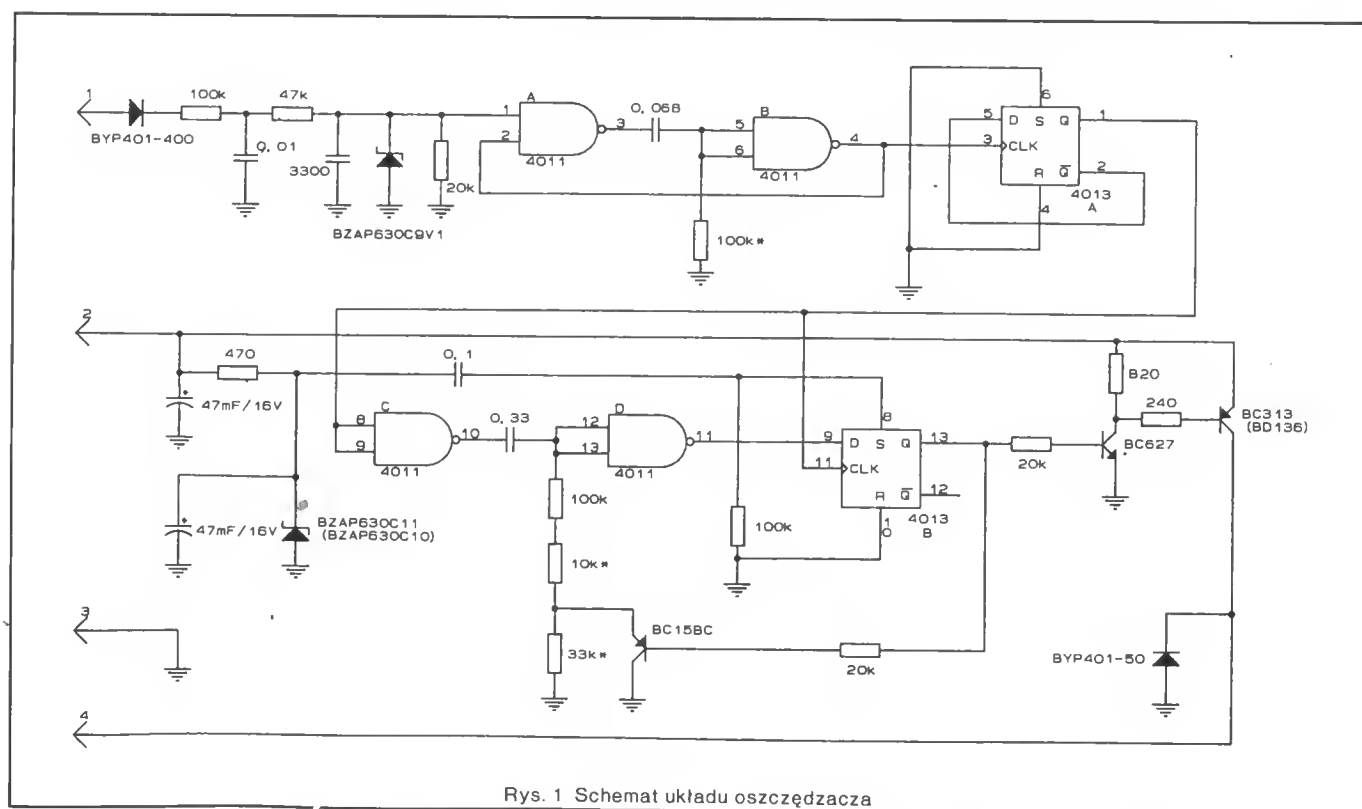 1
BYP401-400
100k
47k
0,01
3300
BZAP630C9V1
20k
1
2
A
3
4011
0,068
5
6
B
4
4011
100k*
6
5
D
S
Q
1
3
CLK
R
Q
2
4
4013
A
2
470
47mF/16V
0,1
8
9
C
10
4011
0,33
12
13
D
11
4011
100k
10k*
33k*
47mF/16V
BZAP630C11
(BZAP630C10)
100k
8
9
D
S
Q
13
11
CLK
R
Q
12
10
4013
B
20k
820
240
BC627
BC313
(BD136)
BC158C
20k
BYP401-50
3
4
Rys. 1 Schemat układu oszczędzacza